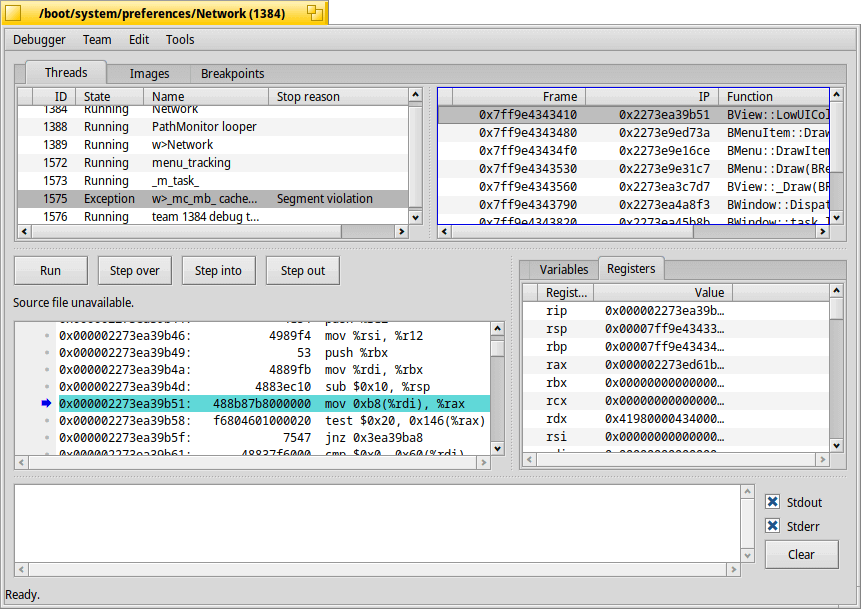 /boot/system/preferences/Network (1384)
Debugger Team Edit Tools
Threads Images Breakpoints
ID State Name Stop reason
1384 Running Network
1388 Running PathMonitor looper
1389 Running w>Network
1572 Running menu_tracking
1573 Running _m_task_
1575 Exception w>_mc_mb_ cache... Segment violation
1576 Running team 1384 debug t...
Frame IP Function
0x7ff9e4343410 0x2273ea39b51 BView::LowUICol
0x7ff9e4343480 0x2273e9ed73a BMenuItem::Draw
0x7ff9e43434f0 0x2273e9e16ce BMenu::DrawItem
0x7ff9e4343530 0x2273e9e31c7 BMenu::Draw(BRe
0x7ff9e4343560 0x2273ea3c7d7 BView::_Draw(BR
0x7ff9e4343790 0x2273ea4a8f3 BWindow::Dispat
0x7ff9e4343820 0x2273ea45b8b BWindow::task_l
Run Step over Step into Step out
Source file unavailable.
0x000002273ea39b46: 4989f4 mov %rsi, %r12
0x000002273ea39b49: 53 push %rbx
0x000002273ea39b4a: 4889fb mov %rdi, %rbx
0x000002273ea39b4d: 4883ec10 sub $0x10, %rsp
0x000002273ea39b51: 488b87b8000000 mov 0xb8(%rdi), %rax
0x000002273ea39b58: f6804601000020 test $0x20, 0x146(%rax)
0x000002273ea39b5f: 7547 jnz 0x3ea39ba8
0x000002273ea39b61: 48837f6000 cmp $0x0, 0x60(%rdi)
Variables Registers
Regist... Value
rip 0x000002273ea39b...
rsp 0x00007ff9e43433...
rbp 0x00007ff9e43434...
rax 0x000002273ed61b...
rbx 0x00000000000000...
rcx 0x00000000000000...
rdx 0x41980000434000...
rsi 0x00000000000000...
Stdout
Stderr
Clear
Ready.